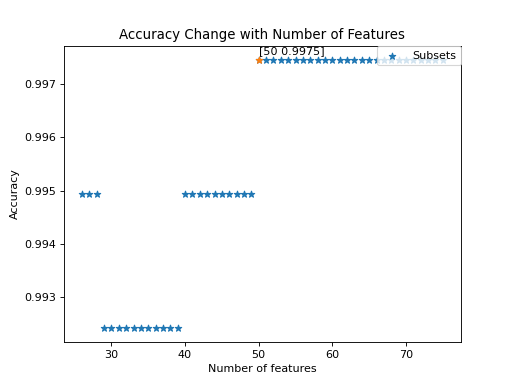 Accuracy Change with Number of Features
[50 0.9975]
Subsets
0.997
0.996
0.995
0.994
0.993
Accuracy
30 40 50 60 70
Number of features